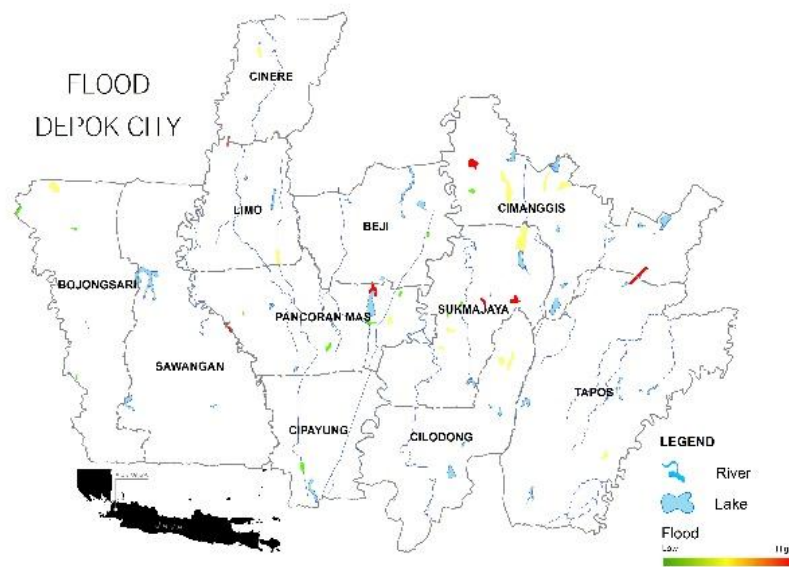 FLOOD
DEPOK CITY
CINERE
LIMO
BEJI
CIMANGGIS
BOJONGSARI
PANCORAN MAS
SUKMAJAYA
SAWANGAN
TAPOS
CIPAYUNG
CILODONG
LEGEND
River
Lake
Flood
Low